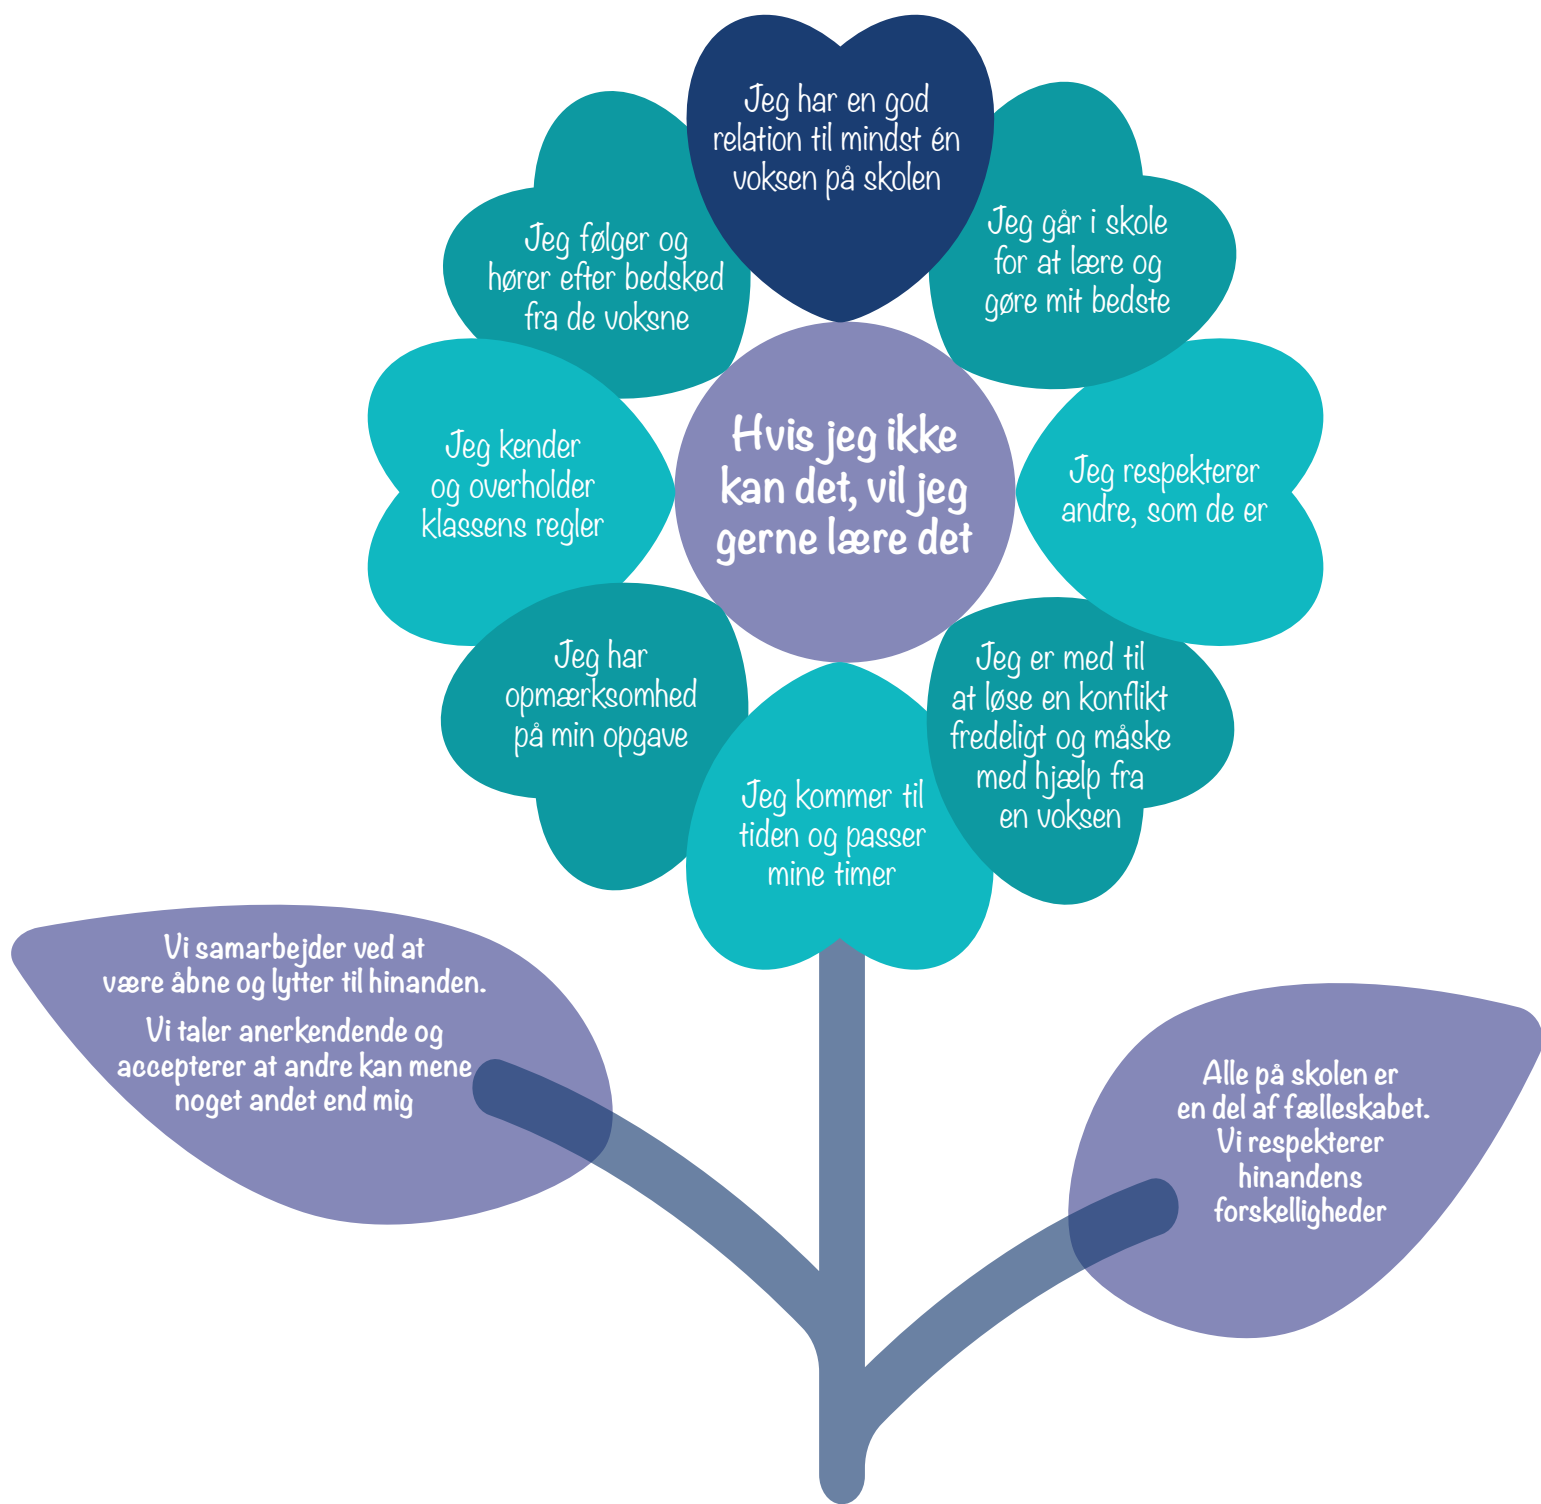 Jeg har en god
relation til mindst én
voksen på skolen
Jeg går i skole
for at lære og
gøre mit bedste
Jeg respekterer
andre, som de er
Jeg er med til
at løse en konflikt
fredeligt og måske
med hjælp fra
en voksen
Jeg kommer til
tiden og passer
mine timer
Jeg har
opmærksomhed
på min opgave
Jeg kender
og overholder
klassens regler
Jeg følger og
hører efter bedsked
fra de voksne
Hvis jeg ikke
kan det, vil jeg
gerne lære det
Vi samarbejder ved at
være åbne og lytter til hinanden.
Vi taler anerkendende og
accepterer at andre kan mene
noget andet end mig
Alle på skolen er
en del af fælleskabet.
Vi respekterer
hinandens
forskelligheder